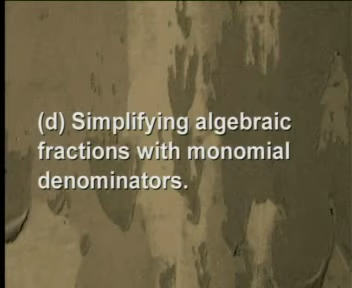 (d) Simplifying algebraic
fractions with monomial
denominators.